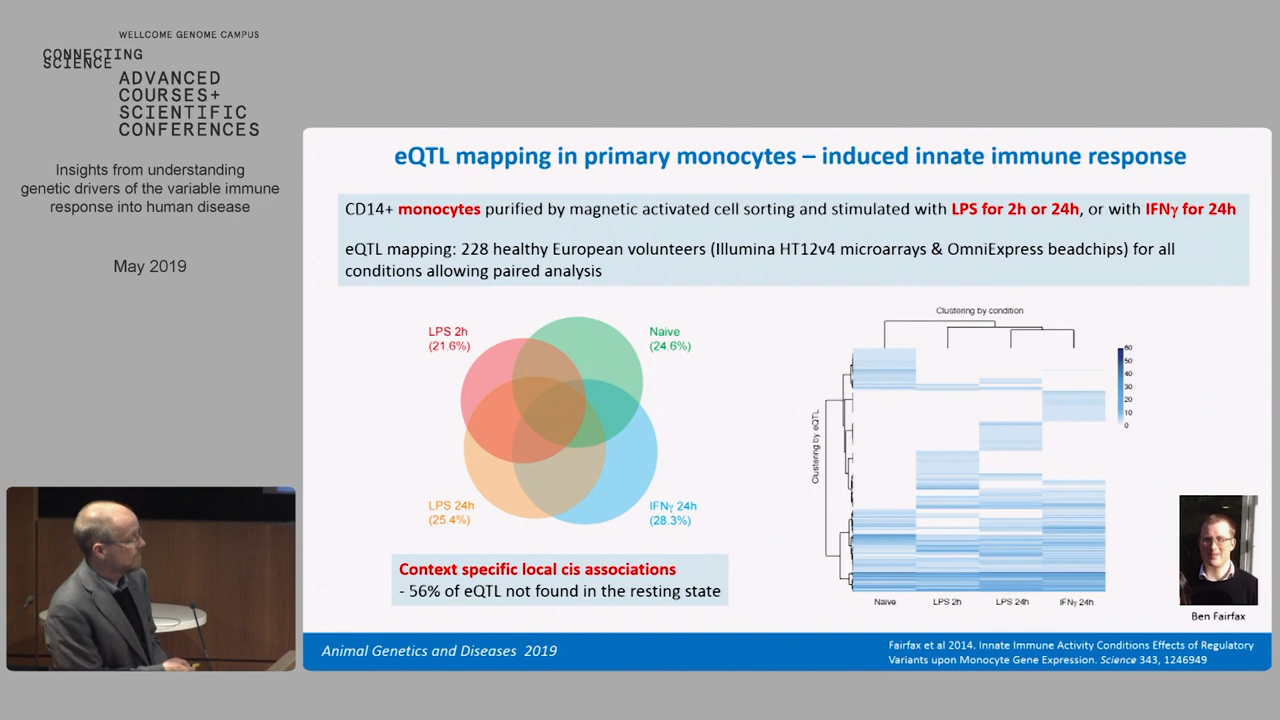 WELLCOME GENOME CAMPUS
CONNECTING
SCIENCE
ADVANCED
COURSES+
SCIENTIFIC
CONFERENCES
Insights from understanding
genetic drivers of the variable immune
response into human disease
May 2019
eQTL mapping in primary monocytes – induced innate immune response
CD14+ monocytes purified by magnetic activated cell sorting and stimulated with LPS for 2h or 24h, or with IFNγ for 24h
eQTL mapping: 228 healthy European volunteers (Illumina HT12v4 microarrays & OmniExpress beadchips) for all
conditions allowing paired analysis
LPS 2h
(21.6%)
Naive
(24.6%)
LPS 24h
(25.4%)
IFNγ 24h
(28.3%)
Context specific local cis associations
- 56% of eQTL not found in the resting state
Clustering by condition
Clustering by eQTL
60
50
40
30
20
10
0
Naive
LPS 2h
LPS 24h
IFNγ 24h
Ben Fairfax
Animal Genetics and Diseases 2019
Fairfax et al 2014. Innate Immune Activity Conditions Effects of Regulatory
Variants upon Monocyte Gene Expression. Science 343, 1246949